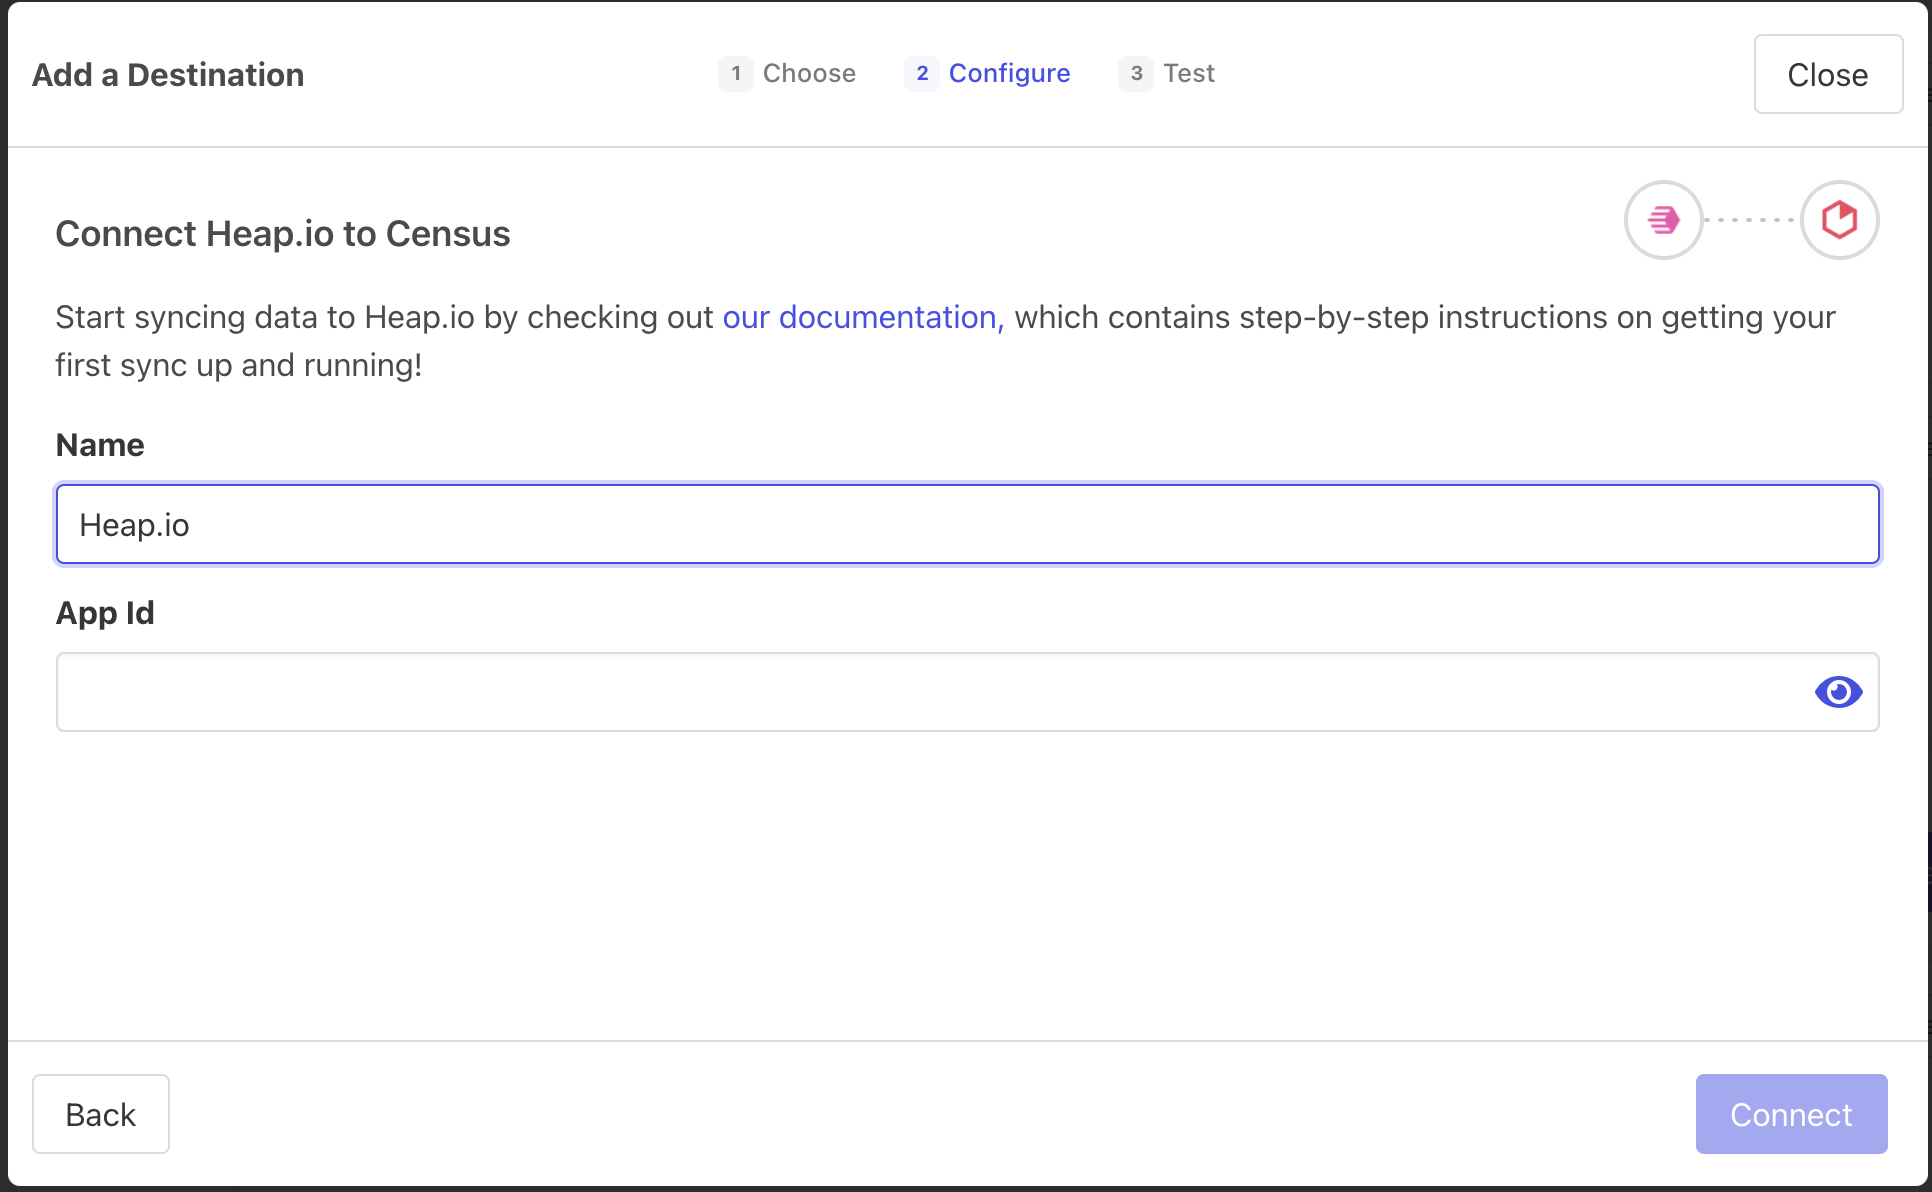 Add a Destination
1 Choose
2 Configure
3 Test
Close
Connect Heap.io to Census
Start syncing data to Heap.io by checking out our documentation, which contains step-by-step instructions on getting your
first sync up and running!
Name
Heap.io
App Id
Back
Connect